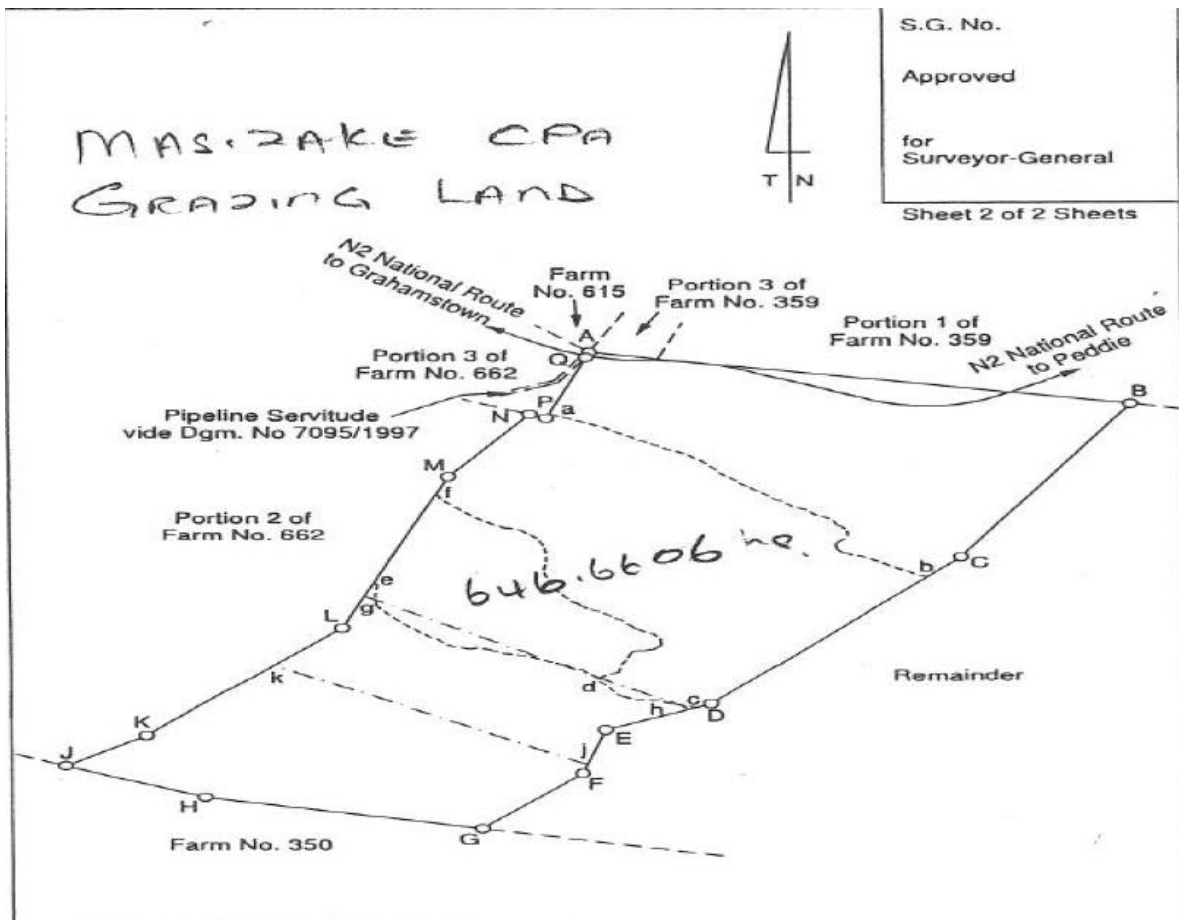 S.G. No.
Approved
for
Surveyor-General
Sheet 2 of 2 Sheets
MASIZAKE CPA
GRAZING LAND
T N
N2 National Route
to Grahamstown
Farm
No. 615
Portion 3 of
Farm No. 359
Portion 1 of
Farm No. 359
N2 National Route
to Peddie
A
Q
B
Portion 3 of
Farm No. 662
Pipeline Servitude
vide Dgm. No 7095/1997
N
P
a
M
f
Portion 2 of
Farm No. 662
646.6606 ha.
b
C
e
g
L
k
d
c
h
D
Remainder
K
E
j
F
J
H
G
Farm No. 350